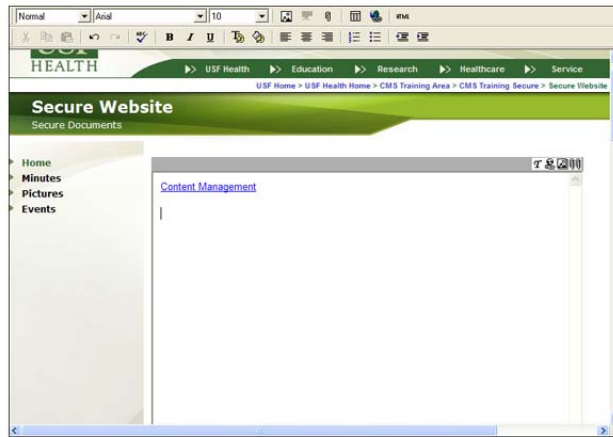 Normal Arial 10 HTML
ABC B I U
HEALTH USF Health Education Research Healthcare Service
USF Home > USF Health Home > CMS Training Area > CMS Training Secure > Secure Website
Secure Website
Secure Documents
Home
Minutes
Pictures
Events
Content Management